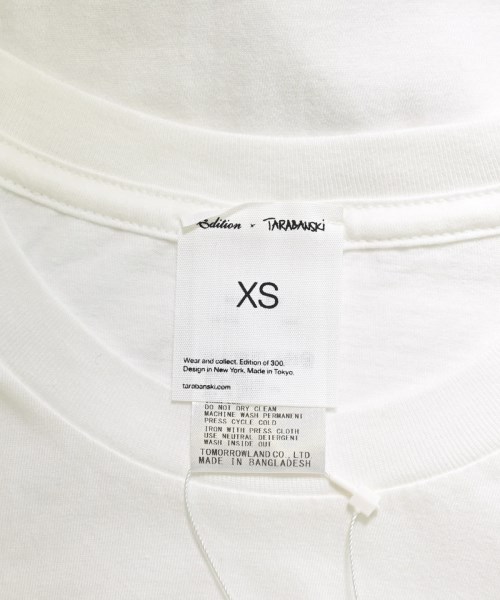 Edition x TARABANSKi
XS
Wear and collect. Edition of 300.
Design in New York. Made in Tokyo.
tarabanski.com
DO NOT DRY CLEAN
MACHINE WASH PERMANENT
PRESS CYCLE COLD
IRON WITH PRESS CLOTH
USE NEUTRAL DETERGENT
WASH INSIDE OUT
TOMORROWLAND CO., LTD
MADE IN BANGLADESH